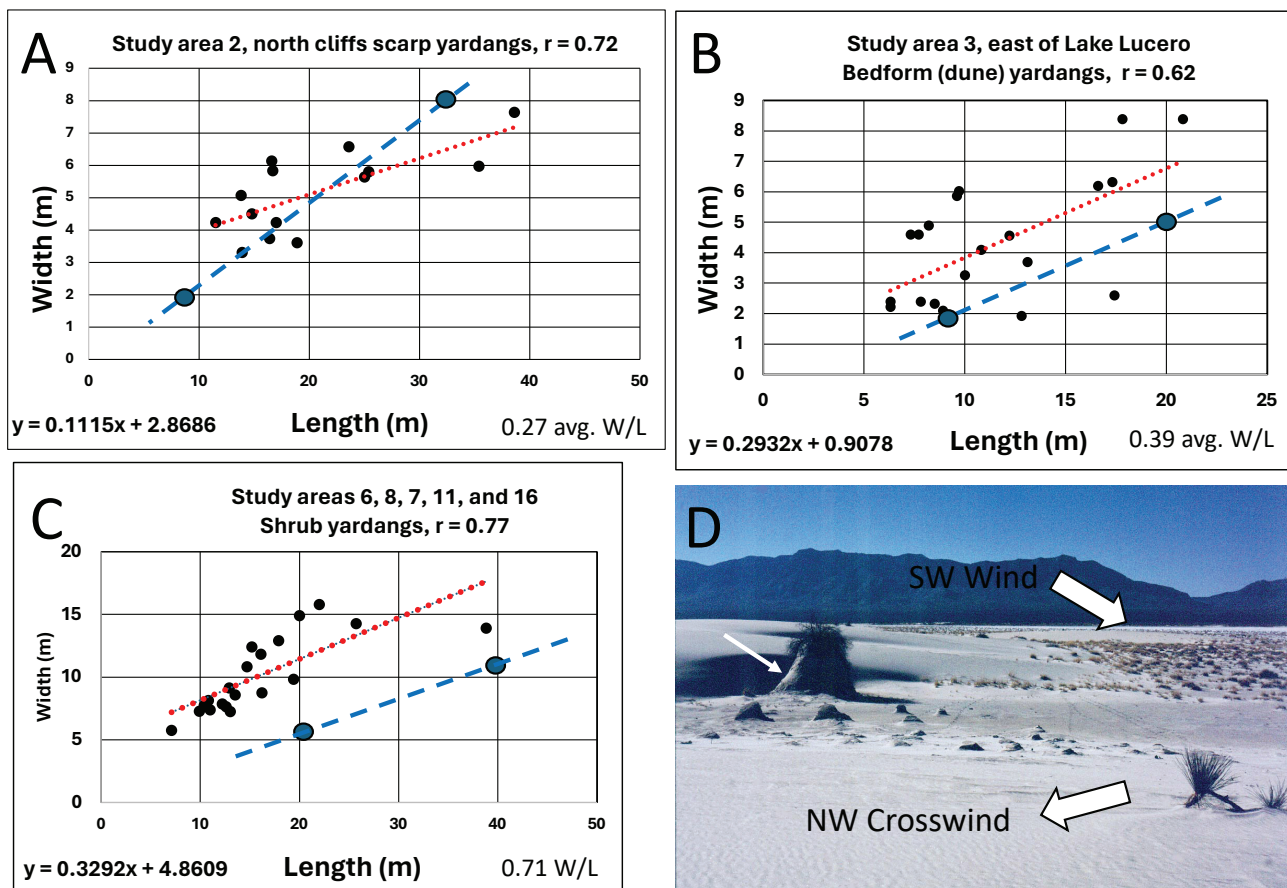 A
Study area 2, north cliffs scarp yardangs, r = 0.72
9
8
7
6
5
4
3
2
1
0
Width (m)
0 10 20 30 40 50
y = 0.1115x + 2.8686 Length (m) 0.27 avg. W/L
B
Study area 3, east of Lake Lucero
Bedform (dune) yardangs, r = 0.62
9
8
7
6
5
4
3
2
1
0
Width (m)
0 5 10 15 20 25
y = 0.2932x + 0.9078 Length (m) 0.39 avg. W/L
C
Study areas 6, 8, 7, 11, and 16
Shrub yardangs, r = 0.77
20
15
10
5
0
Width (m)
0 10 20 30 40 50
y = 0.3292x + 4.8609 Length (m) 0.71 W/L
D
SW Wind
NW Crosswind